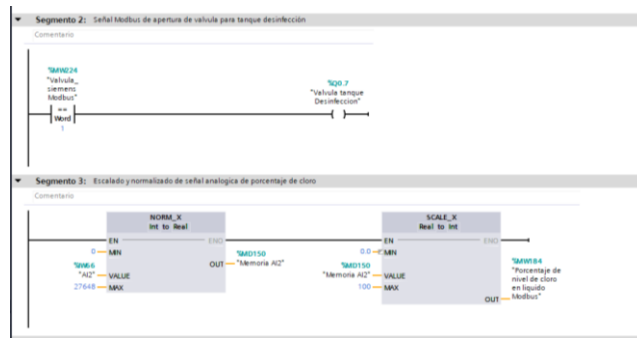 Segmento 2: Señal Modbus de apertura de valvula para tanque desinfección
Comentario
%MW224
"Valvula_
siemens
Modbus"
==
Word
1
%Q0.7
"Valvula tanque
Desinfeccion"
Segmento 3: Escalado y normalizado de señal analogica de porcentaje de cloro
Comentario
NORM_X
Int to Real
EN
ENO
0
MIN
%IW66
"AI2"
VALUE
27648
MAX
OUT
%MD150
"Memoria AI2"
SCALE_X
Real to Int
EN
ENO
0.0
MIN
%MD150
"Memoria AI2"
VALUE
100
MAX
OUT
%MW184
"Porcentaje de
nivel de cloro
en liquido
Modbus"